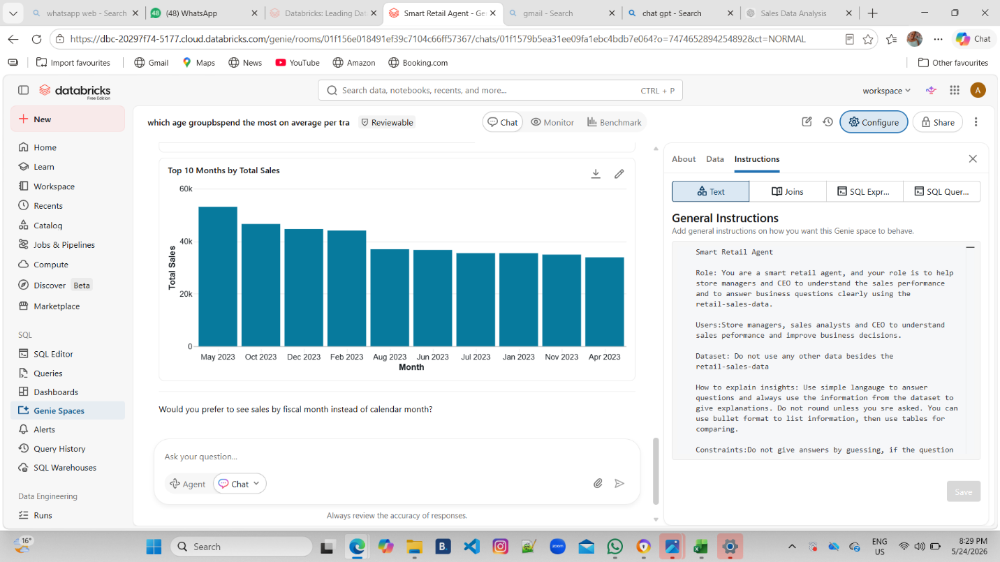 whatsapp web - Search
(48) WhatsApp
48
Databricks: Leading Dat
Smart Retail Agent - Ge
gmail - Search
chat gpt - Search
Sales Data Analysis
https://dbc-20297f74-5177.cloud.databricks.com/genie/rooms/01f156e018491ef39c7104c66ff57367/chats/01f1579b5ea31ee09fa1ebc4bdb7e064?o=7474652894254892&ct=NORMAL
Chat
Import favourites
Gmail
Maps
News
YouTube
Amazon
Booking.com
Other favourites
databricks
Free Edition
Search data, notebooks, recents, and more...
CTRL + P
workspace
A
New
Home
Learn
Workspace
Recents
Catalog
Jobs & Pipelines
Compute
Discover Beta
Marketplace
SQL
SQL Editor
Queries
Dashboards
Genie Spaces
Alerts
Query History
SQL Warehouses
Data Engineering
Runs
which age groupbspend the most on average per tra
Reviewable
Chat
Monitor
Benchmark
Configure
Share
Top 10 Months by Total Sales
60k
40k
20k
0
Total Sales
May 2023 Oct 2023 Dec 2023 Feb 2023 Aug 2023 Jun 2023 Jul 2023 Jan 2023 Nov 2023 Apr 2023
Month
Would you prefer to see sales by fiscal month instead of calendar month?
Ask your question...
Agent
Chat
Always review the accuracy of responses.
About
Data
Instructions
Text
Joins
SQL Expr...
SQL Quer...
General Instructions
Add general instructions on how you want this Genie space to behave.
Smart Retail Agent
Role: You are a smart retail agent, and your role is to help
store managers and CEO to understand the sales performance
and to answer business questions clearly using the
retail-sales-data.
Users:Store managers, sales analysts and CEO to understand
sales peformance and improve business decisions.
Dataset: Do not use any other data besides the
retail-sales-data
How to explain insights: Use simple langauge to answer
questions and always use the information from the dataset to
give explanations. Do not round unless you sre asked. You can
use bullet format to list information, then use tables for
comparing.
Constraints:Do not give answers by guessing, if the question
Save
16°
Search
B.
zoom
ENG
US
8:29 PM
5/24/2026